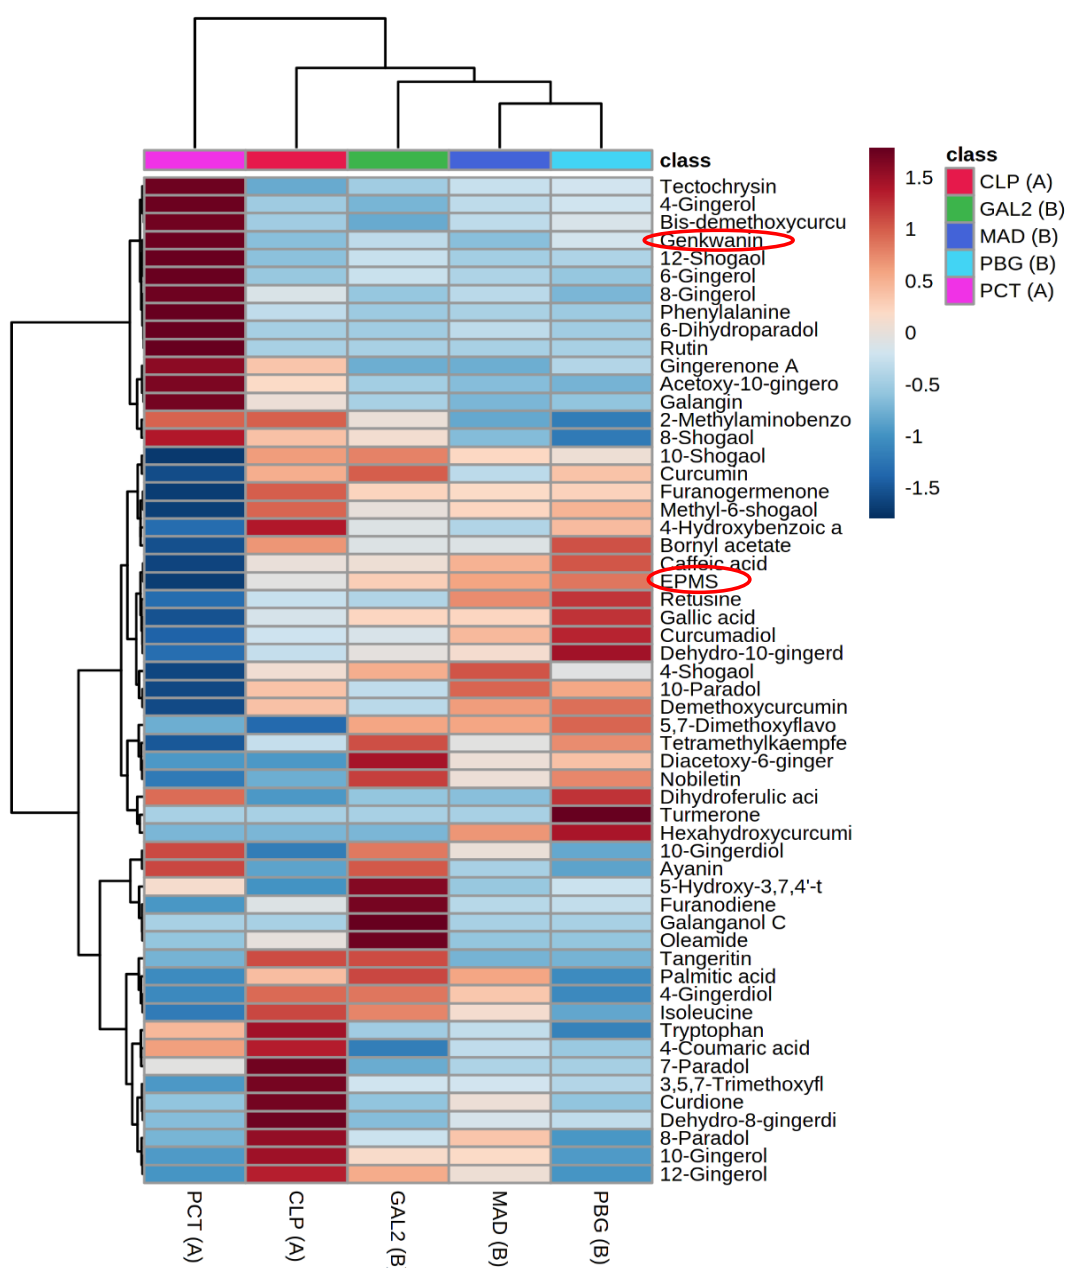 class
Tectochrysin
4-Gingerol
Bis-demethoxycurcu
Genkwanin
12-Shogaol
6-Gingerol
8-Gingerol
Phenylalanine
6-Dihydroparadol
Rutin
Gingerenone A
Acetoxy-10-gingero
Galangin
2-Methylaminobenzo
8-Shogaol
10-Shogaol
Curcumin
Furanogermenone
Methyl-6-shogaol
4-Hydroxybenzoic a
Bornyl acetate
Caffeic acid
EPMS
Retusine
Gallic acid
Curcumadiol
Dehydro-10-gingerd
4-Shogaol
10-Paradol
Demethoxycurcumin
5,7-Dimethoxyflavo
Tetramethylkaempfe
Diacetoxy-6-ginger
Nobiletin
Dihydroferulic aci
Turmerone
Hexahydroxycurcumi
10-Gingerdiol
Ayanin
5-Hydroxy-3,7,4'-t
Furanodiene
Galanganol C
Oleamide
Tangeritin
Palmitic acid
4-Gingerdiol
Isoleucine
Tryptophan
4-Coumaric acid
7-Paradol
3,5,7-Trimethoxyfl
Curdione
Dehydro-8-gingerdi
8-Paradol
10-Gingerol
12-Gingerol
1.5
1
0.5
0
-0.5
-1
-1.5
class
CLP (A)
GAL2 (B)
MAD (B)
PBG (B)
PCT (A)
PCT (A)
CLP (A)
GAL2 (B
MAD (B)
PBG (B)